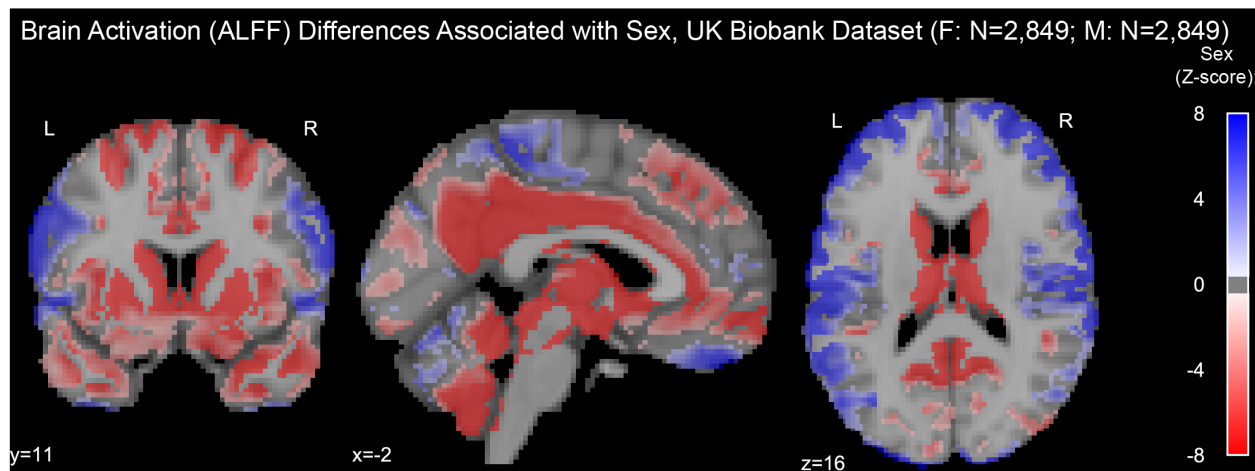 Brain Activation (ALFF) Differences Associated with Sex, UK Biobank Dataset (F: N=2,849; M: N=2,849)
Sex
(Z-score)
L
R
L
R
8
4
0
-4
-8
y=11
x=-2
z=16